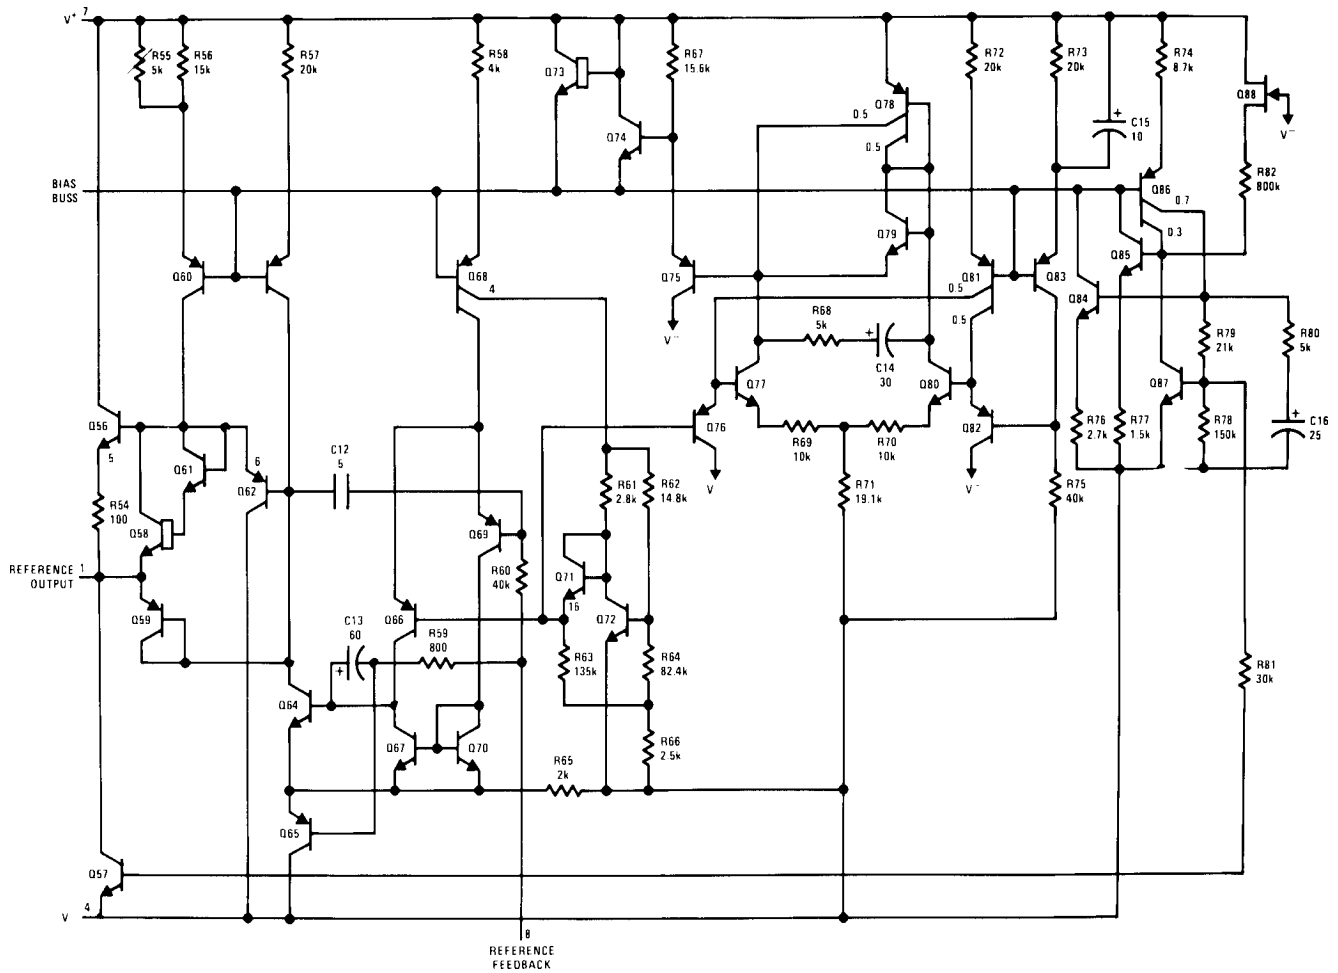 V+ 7
R55
5k
R56
15k
R57
20k
R58
4k
Q73
R67
15.6k
Q74
Q78
0.5
0.5
R72
20k
R73
20k
C15
10
R74
8.7k
Q88
V−
R82
800k
BIAS
BUSS
Q86
0.7
0.3
Q60
Q68
4
Q75
V−
Q79
Q81
0.5
0.5
Q83
Q84
Q85
R68
5k
C14
30
R79
21k
R80
5k
Q77
Q80
Q87
Q56
5
Q61
6
Q62
C12
5
Q76
V
R69
10k
R70
10k
Q82
V−
R76
2.7k
R77
1.5k
R78
150k
C16
25
R54
100
Q58
Q69
R61
2.8k
R62
14.8k
R71
19.1k
R75
40k
REFERENCE
OUTPUT
1
R60
40k
Q71
16
Q72
Q59
Q66
C13
60
R59
800
R63
135k
R64
82.4k
R81
30k
Q64
Q67
Q70
R65
2k
R66
2.5k
Q65
Q57
V 4
8
REFERENCE
FEEDBACK